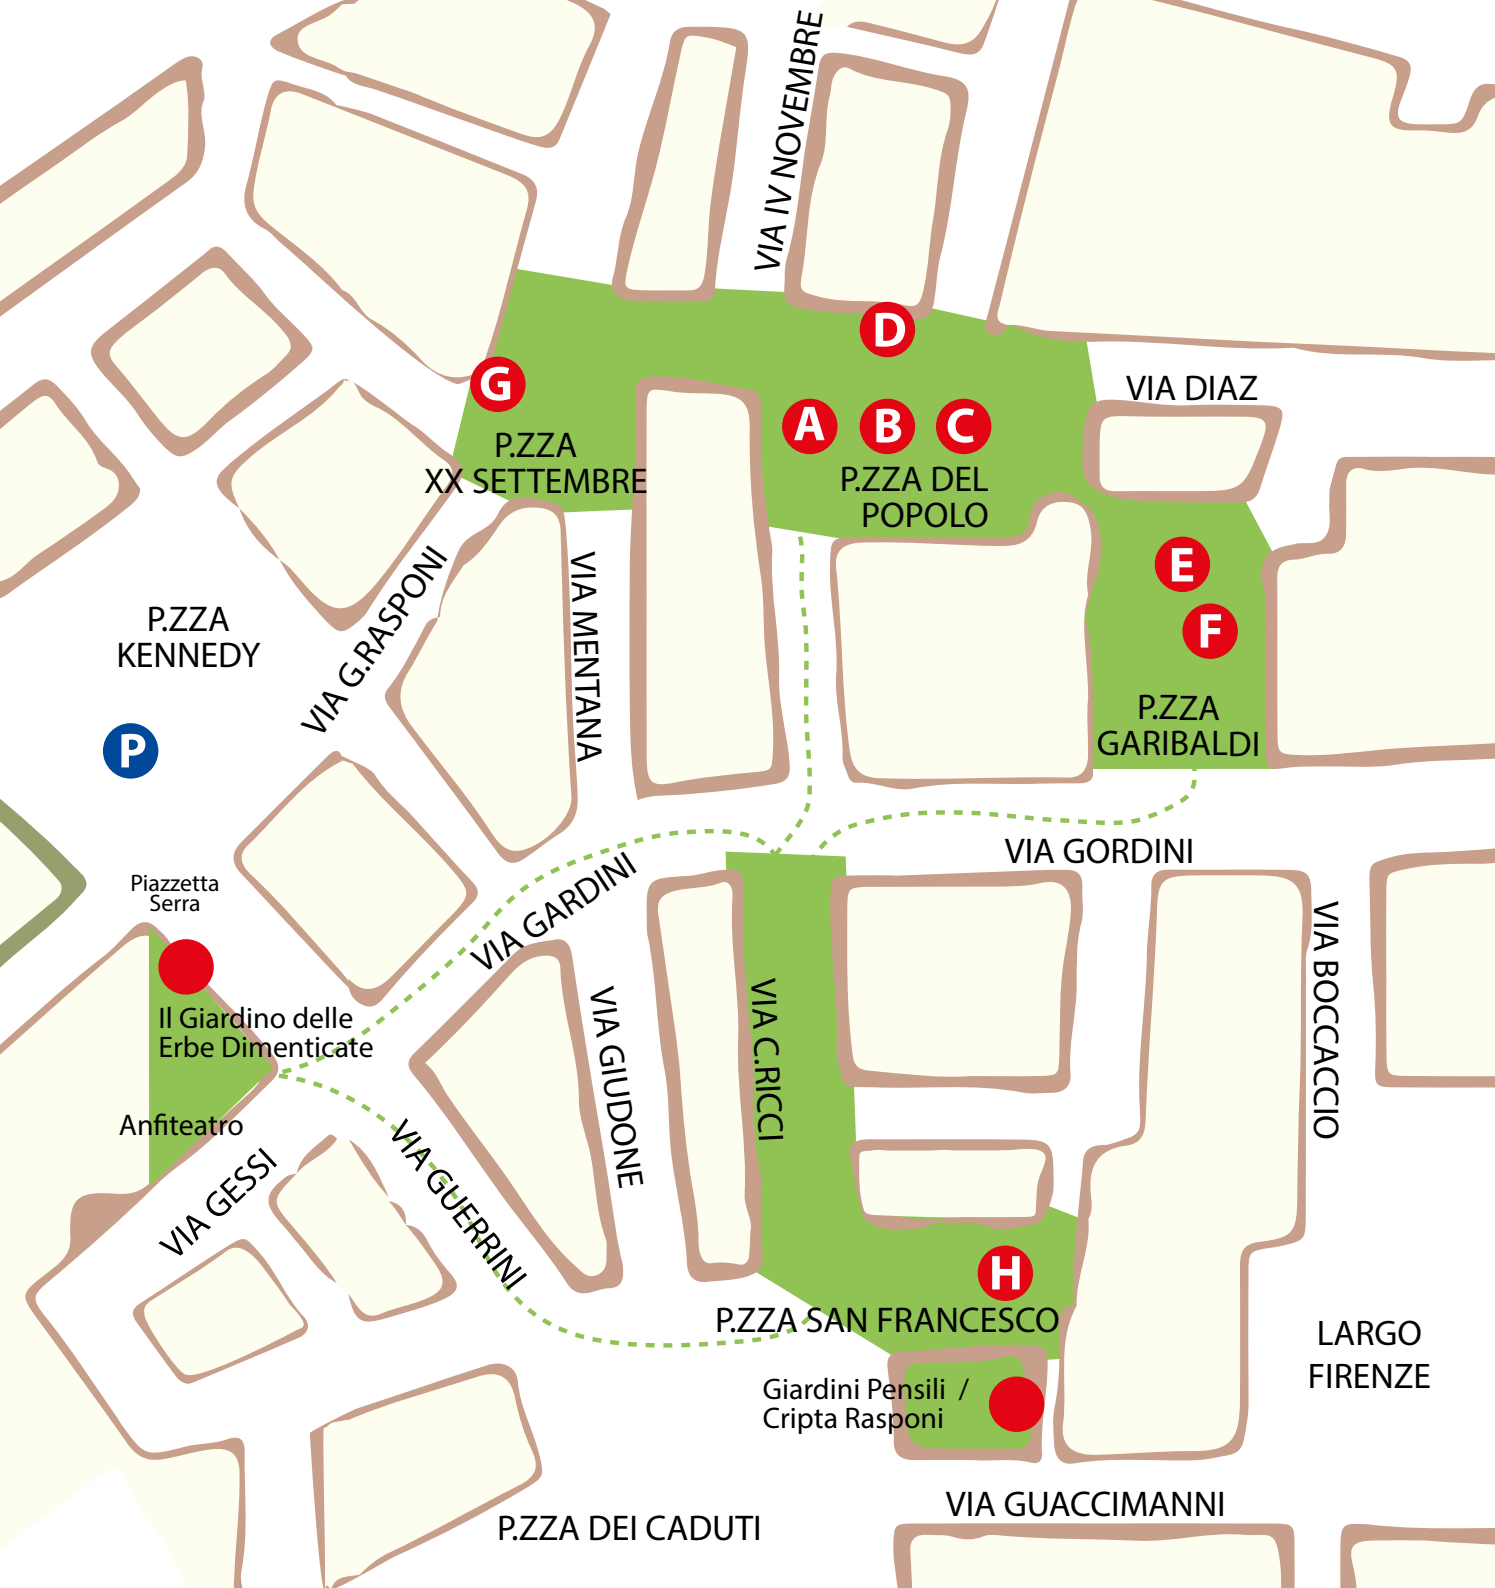 VIA IV NOVEMBRE
D
G
VIA DIAZ
A
B
C
P.ZZA
XX SETTEMBRE
P.ZZA DEL
POPOLO
E
F
P.ZZA
KENNEDY
VIA G.RASPONI
VIA MENTANA
P.ZZA
GARIBALDI
P
VIA GORDINI
VIA GARDINI
Piazzetta
Serra
VIA BOCCACCIO
Il Giardino delle
Erbe Dimenticate
VIA GIUDONE
VIA C.RICCI
Anfiteatro
VIA GESSI
VIA GUERRINI
H
P.ZZA SAN FRANCESCO
LARGO
FIRENZE
Giardini Pensili /
Cripta Rasponi
VIA GUACCIMANNI
P.ZZA DEI CADUTI